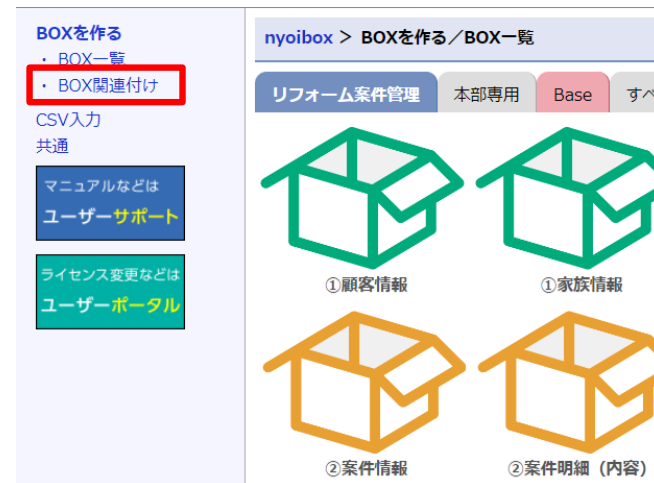 BOXを作る
・ BOX一覧
・ BOX関連付け
CSV入力
共通
マニュアルなどは
ユーザーサポート
ライセンス変更などは
ユーザーポータル
nyoibox > BOXを作る／BOX一覧
リフォーム案件管理 本部専用 Base すべ
①顧客情報 ①家族情報
②案件情報 ②案件明細（内容）